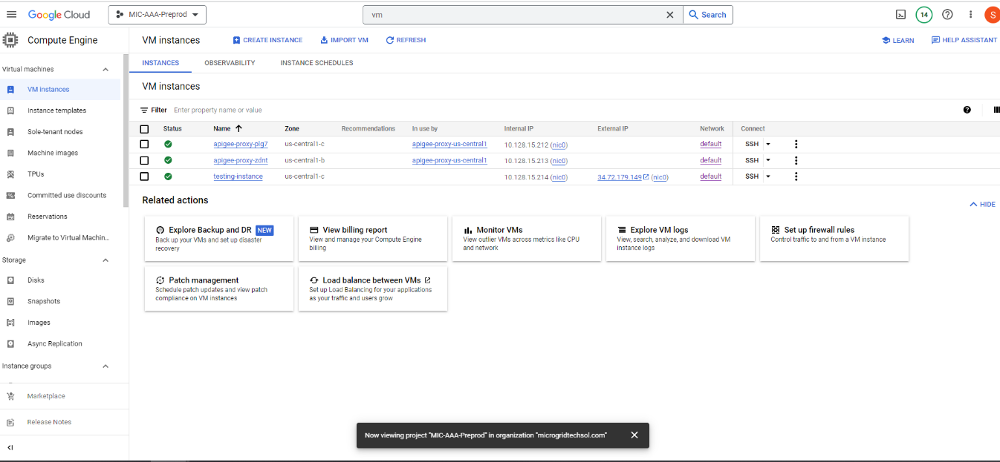 Google Cloud
MIC-AAA-Preprod
vm
Search
14
S
Compute Engine
VM instances
CREATE INSTANCE
IMPORT VM
REFRESH
LEARN
HELP ASSISTANT
Virtual machines
VM instances
Instance templates
Sole-tenant nodes
Machine images
TPUs
Committed use discounts
Reservations
Migrate to Virtual Machin...
Storage
Disks
Snapshots
Images
Async Replication
Instance groups
Marketplace
Release Notes
INSTANCES OBSERVABILITY INSTANCE SCHEDULES
VM instances
Filter Enter property name or value
Status Name Zone Recommendations In use by Internal IP External IP Network Connect
apigee-proxy-plg7 us-central1-c apigee-proxy-us-central1 10.128.15.212 (nic0) default SSH
apigee-proxy-zdnt us-central1-b apigee-proxy-us-central1 10.128.15.213 (nic0) default SSH
testing-instance us-central1-c 10.128.15.214 (nic0) 34.72.179.149 (nic0) default SSH
Related actions
HIDE
Explore Backup and DR NEW
Back up your VMs and set up disaster
recovery
View billing report
View and manage your Compute Engine
billing
Monitor VMs
View outlier VMs across metrics like CPU
and network
Explore VM logs
View, search, analyze, and download VM
instance logs
Set up firewall rules
Control traffic to and from a VM instance
Patch management
Schedule patch updates and view patch
compliance on VM instances
Load balance between VMs
Set up Load Balancing for your applications
as your traffic and users grow
Now viewing project "MIC-AAA-Preprod" in organization "microgridtechsol.com"